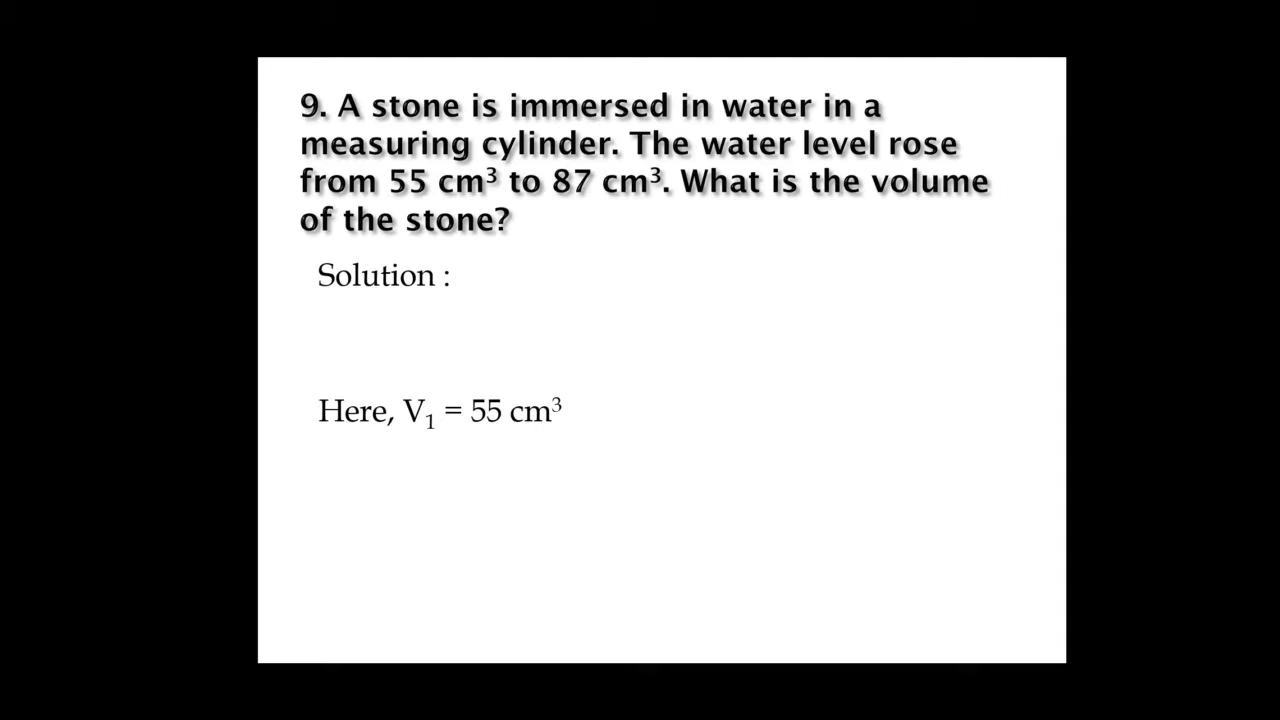 9. A stone is immersed in water in a
measuring cylinder. The water level rose
from 55 cm³ to 87 cm³. What is the volume
of the stone?
Solution :
Here, V₁ = 55 cm³